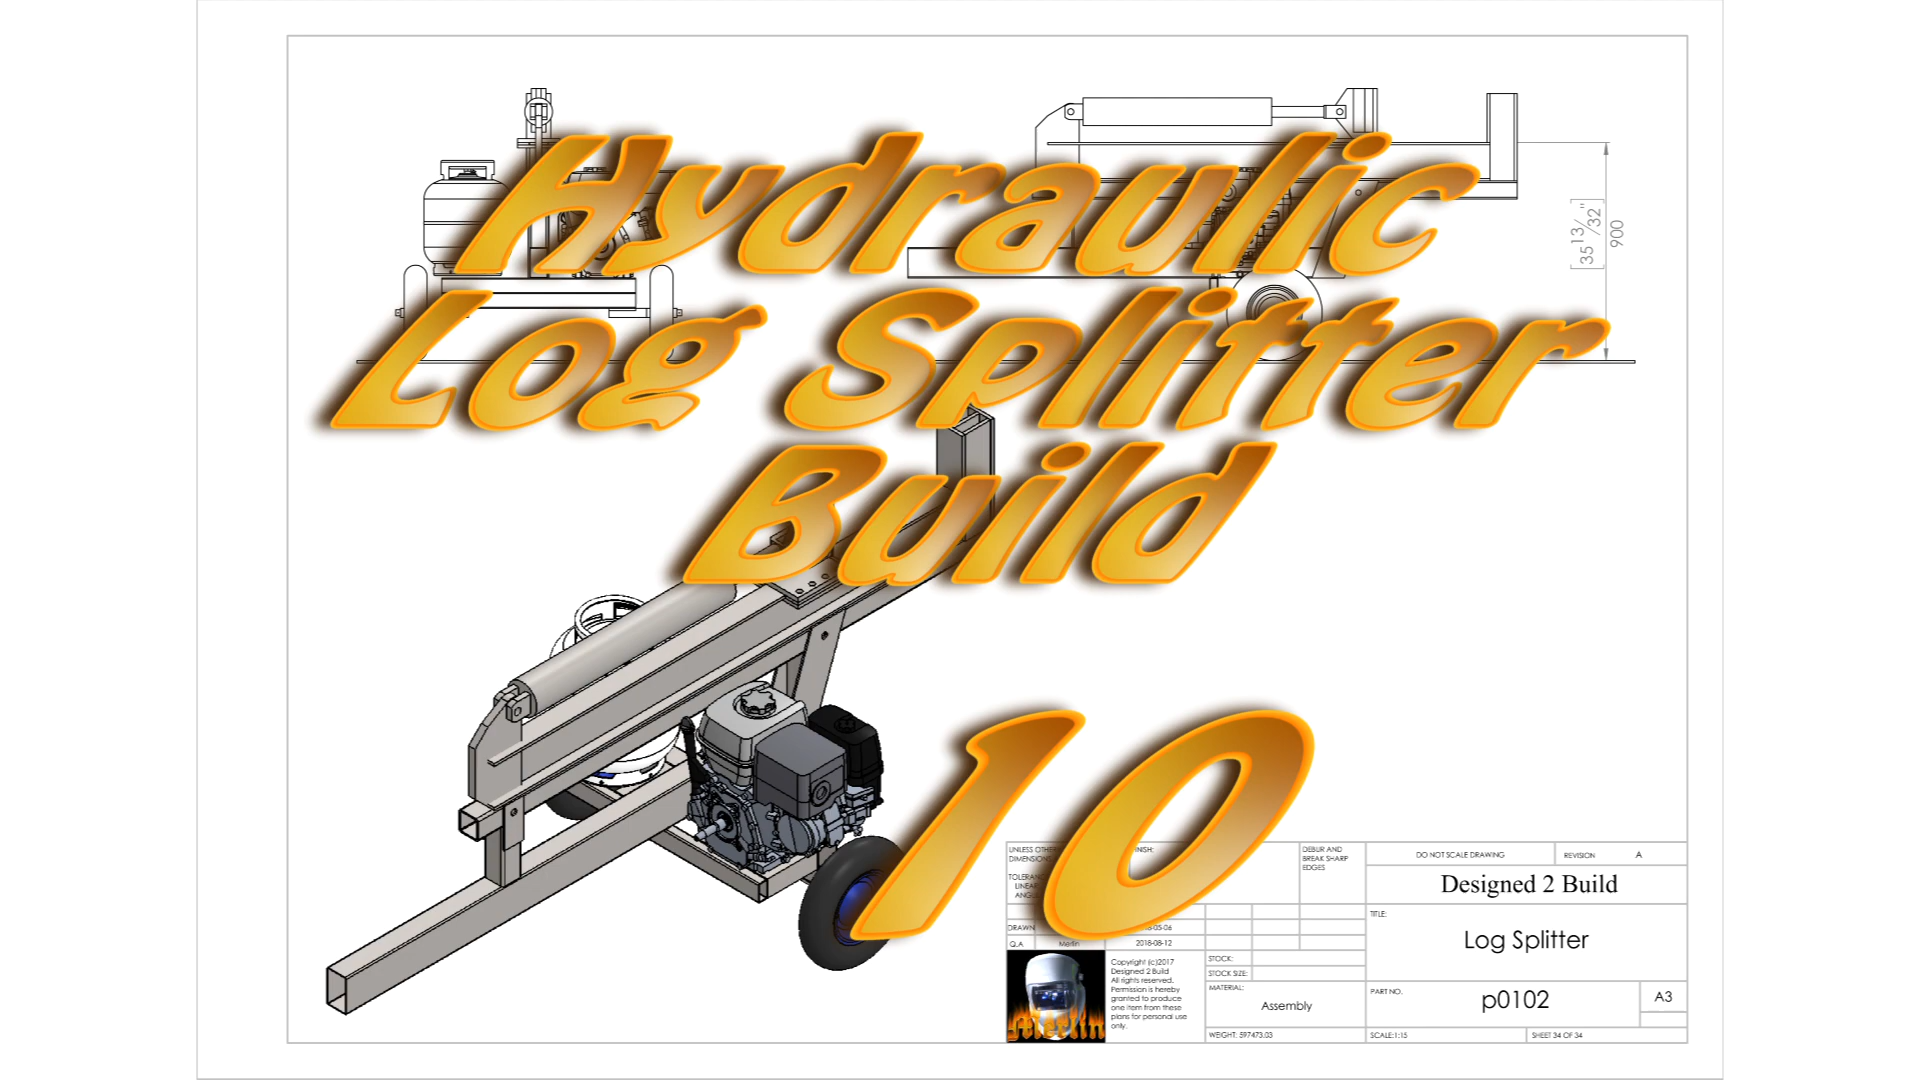 Hydraulic
Log Splitter
Build
10
[35 13/32"]
900
UNLESS
DEBUR AND
BREAK SHARP
EDGES
DO NOT SCALE DRAWING
REVISION A
Designed 2 Build
TITLE:
Log Splitter
DRAWN
Q.A Merlin 2018-08-12
Copyright (c)2017
Designed 2 Build
All rights reserved.
Permission is hereby
granted to produce
one item from these
plans for personal use
only.
Merlin
STOCK:
STOCK SIZE:
MATERIAL:
Assembly
PART NO.
p0102
A3
WEIGHT: 597473.03
SCALE:1:15
SHEET 34 OF 34